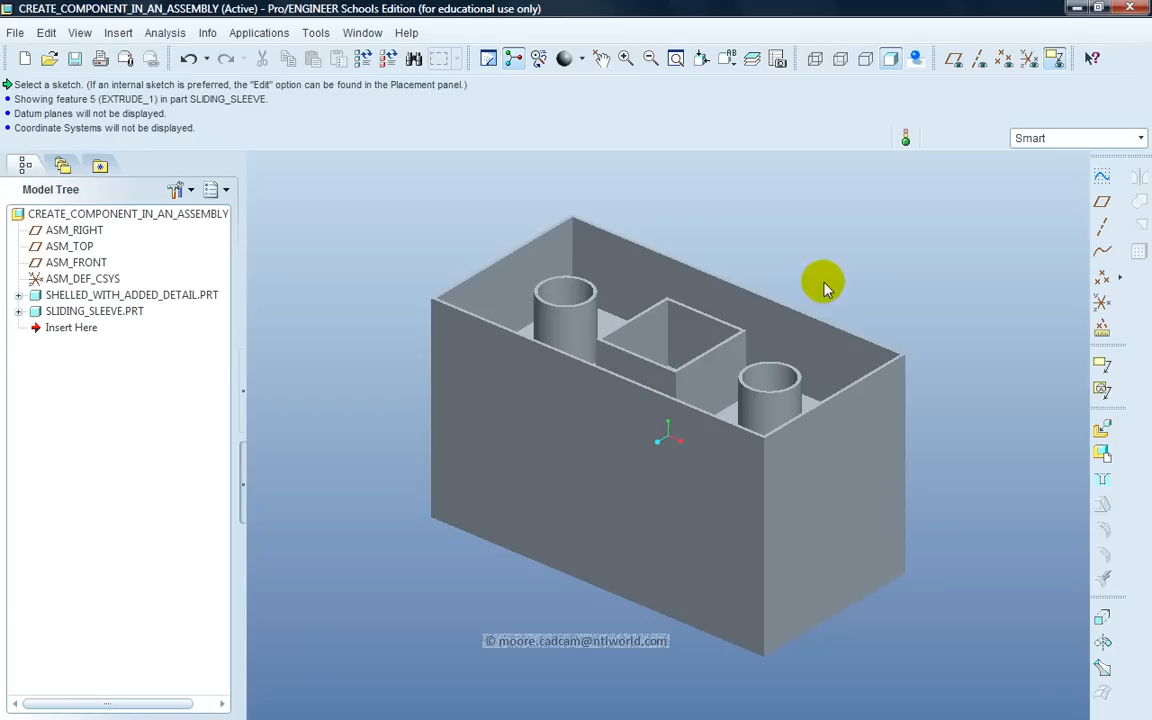 CREATE_COMPONENT_IN_AN_ASSEMBLY (Active) - Pro/ENGINEER Schools Edition (for educational use only)
File Edit View Insert Analysis Info Applications Tools Window Help
Select a sketch. (If an internal sketch is preferred, the "Edit" option can be found in the Placement panel.)
Showing feature 5 (EXTRUDE_1) in part SLIDING_SLEEVE.
Datum planes will not be displayed.
Coordinate Systems will not be displayed.
Smart
Model Tree
CREATE_COMPONENT_IN_AN_ASSEMBLY
ASM_RIGHT
ASM_TOP
ASM_FRONT
ASM_DEF_CSYS
SHELLED_WITH_ADDED_DETAIL.PRT
SLIDING_SLEEVE.PRT
Insert Here
© moore.cadcam@ntlworld.com